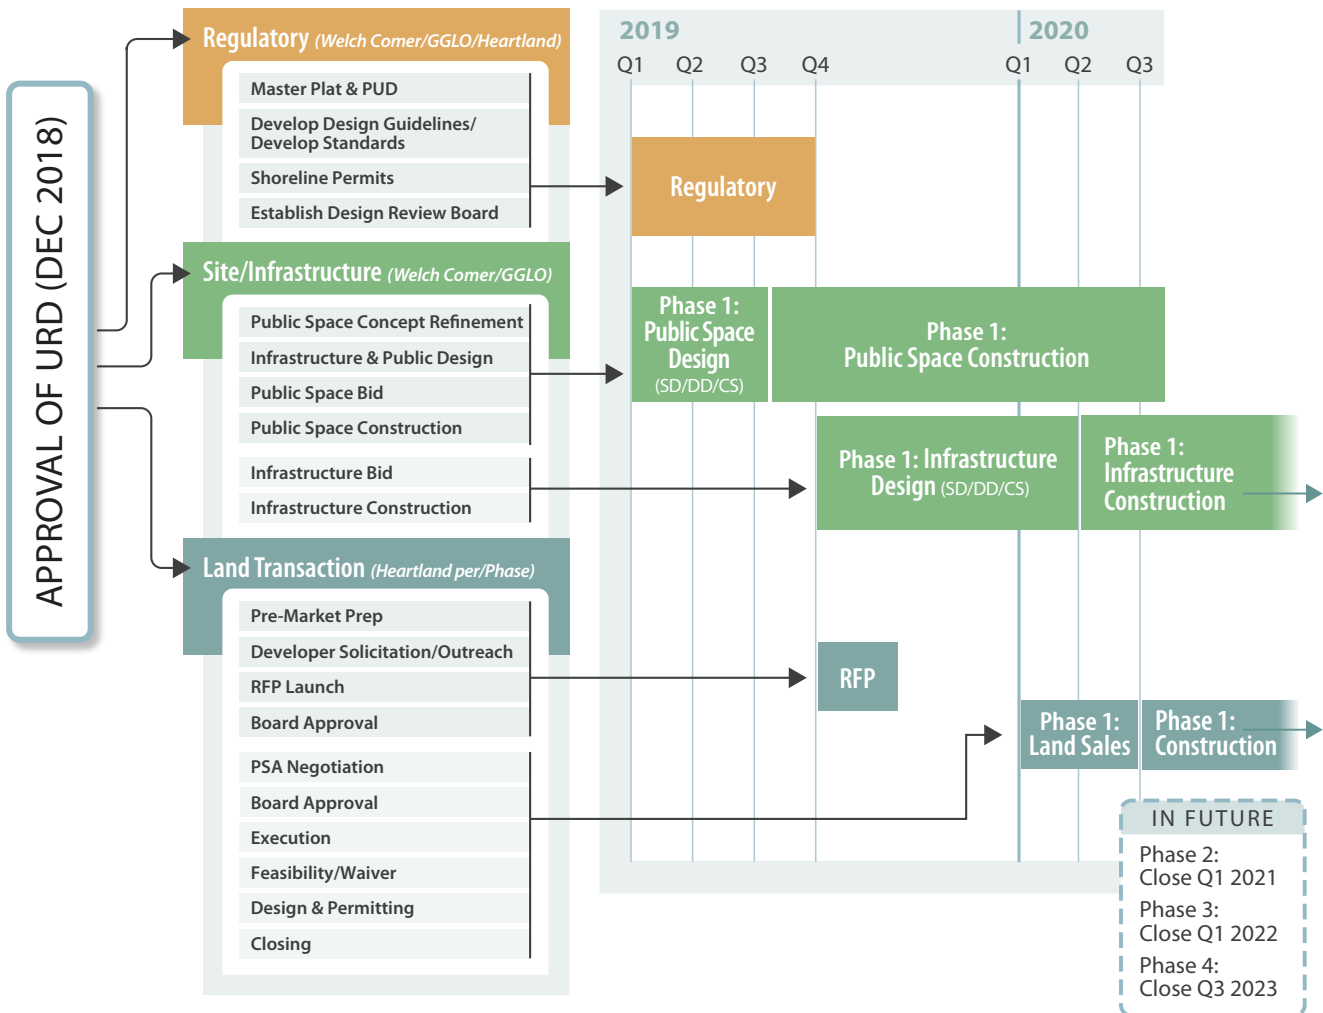 APPROVAL OF URD (DEC 2018)
Regulatory (Welch Comer/GGLO/Heartland)
Master Plat & PUD
Develop Design Guidelines/
Develop Standards
Shoreline Permits
Establish Design Review Board
Site/Infrastructure (Welch Comer/GGLO)
Public Space Concept Refinement
Infrastructure & Public Design
Public Space Bid
Public Space Construction
Infrastructure Bid
Infrastructure Construction
Land Transaction (Heartland per/Phase)
Pre-Market Prep
Developer Solicitation/Outreach
RFP Launch
Board Approval
PSA Negotiation
Board Approval
Execution
Feasibility/Waiver
Design & Permitting
Closing
2019 2020
Q1 Q2 Q3 Q4 Q1 Q2 Q3
Regulatory
Phase 1:
Public Space
Design
(SD/DD/CS)
Phase 1:
Public Space Construction
Phase 1: Infrastructure
Design (SD/DD/CS)
Phase 1:
Infrastructure
Construction
RFP
Phase 1:
Land Sales
Phase 1:
Construction
IN FUTURE
Phase 2:
Close Q1 2021
Phase 3:
Close Q1 2022
Phase 4:
Close Q3 2023